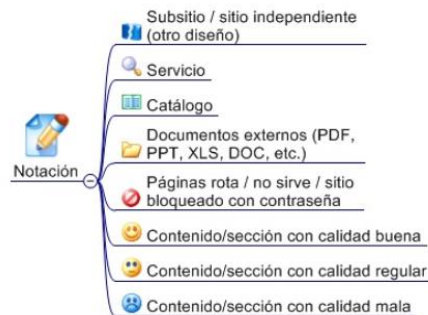 Subsitio / sitio independiente
(otro diseño)
Servicio
Catálogo
Documentos externos (PDF,
PPT, XLS, DOC, etc.)
Notación
Páginas rota / no sirve / sitio
bloqueado con contraseña
Contenido/sección con calidad buena
Contenido/sección con calidad regular
Contenido/sección con calidad mala